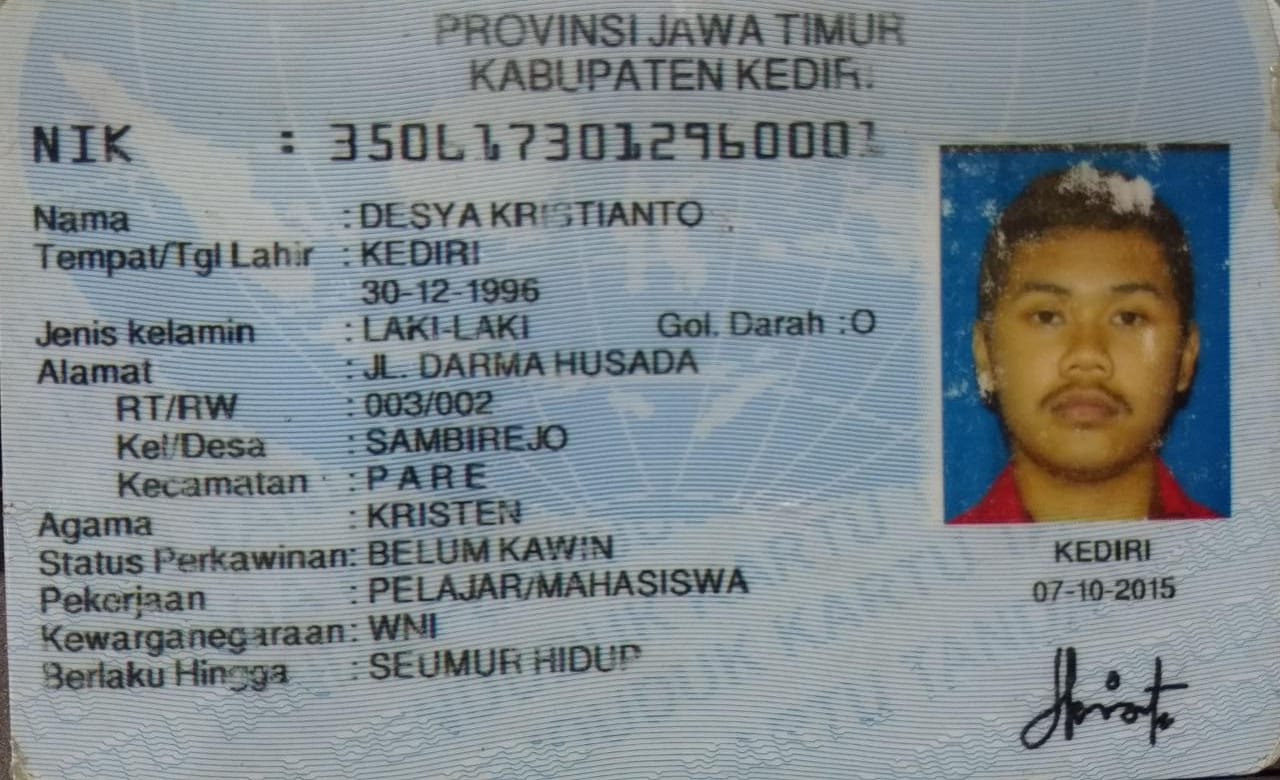 PROVINSI JAWA TIMUR
KABUPATEN KEDIRI
NIK : 3506173012960001
Nama : DESYA KRISTIANTO
Tempat/Tgl Lahir : KEDIRI
30-12-1996
Jenis kelamin : LAKI-LAKI Gol. Darah : O
Alamat : JL. DARMA HUSADA
RT/RW : 003/002
Kel/Desa : SAMBIREJO
Kecamatan : PARE
Agama : KRISTEN
Status Perkawinan: BELUM KAWIN
Pekerjaan : PELAJAR/MAHASISWA
Kewarganegaraan: WNI
Berlaku Hingga : SEUMUR HIDUP
KEDIRI
07-10-2015